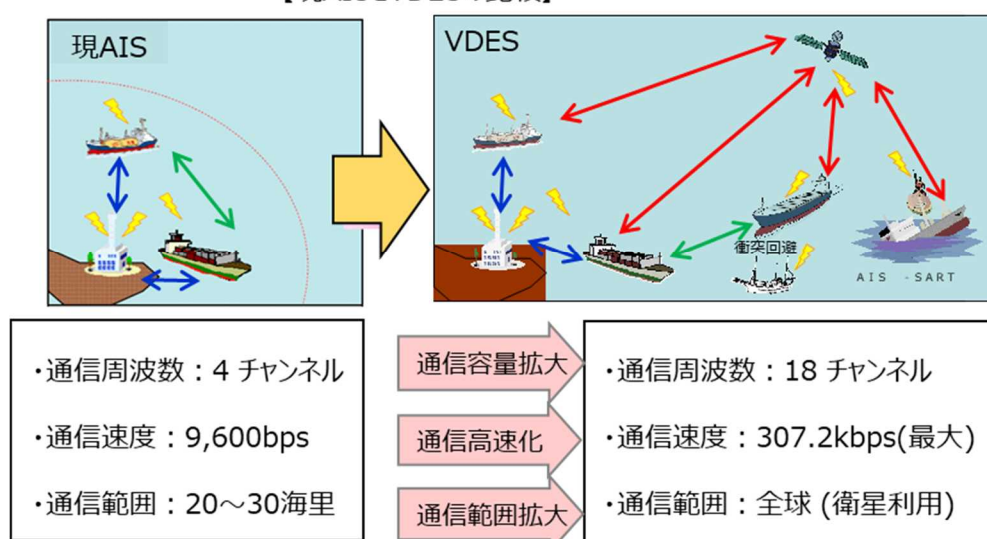 現AIS
VDES
衝突回避
AIS -SART
・通信周波数：4 チャンネル
・通信速度：9,600bps
・通信範囲：20～30海里
通信容量拡大
通信高速化
通信範囲拡大
・通信周波数：18 チャンネル
・通信速度：307.2kbps(最大)
・通信範囲：全球 (衛星利用)